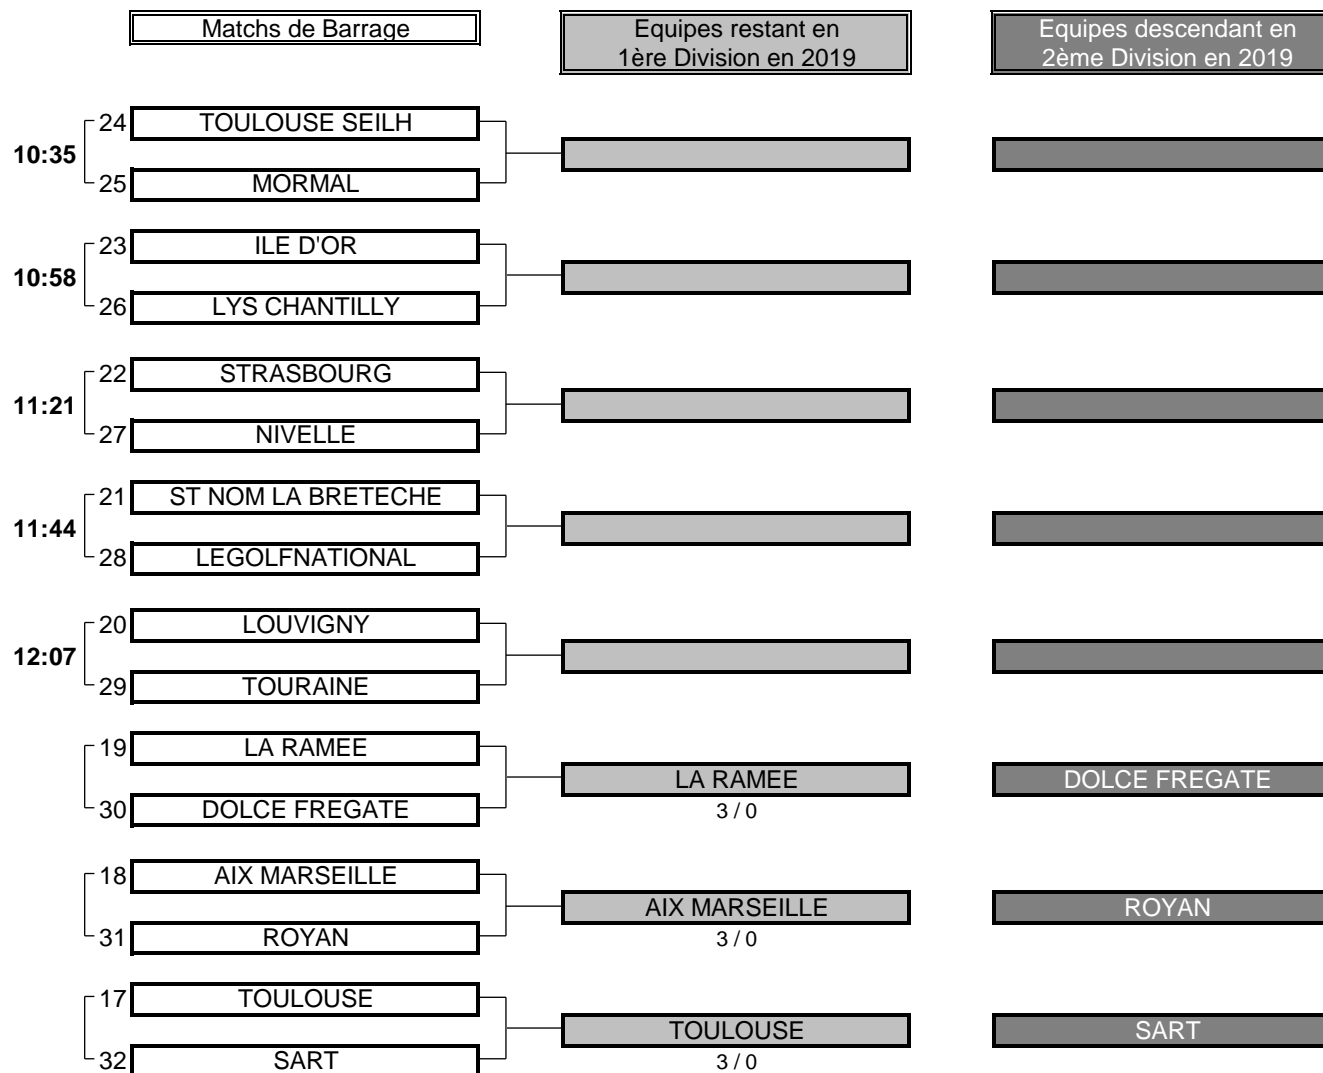 Matchs de Barrage
Equipes restant en
1ère Division en 2019
Equipes descendant en
2ème Division en 2019
24 TOULOUSE SEILH
10:35
25 MORMAL
23 ILE D'OR
10:58
26 LYS CHANTILLY
22 STRASBOURG
11:21
27 NIVELLE
21 ST NOM LA BRETECHE
11:44
28 LEGOLFNATIONAL
20 LOUVIGNY
12:07
29 TOURAINE
19 LA RAMEE
LA RAMEE DOLCE FREGATE
30 DOLCE FREGATE 3 / 0
18 AIX MARSEILLE
AIX MARSEILLE ROYAN
31 ROYAN 3 / 0
17 TOULOUSE
TOULOUSE SART
32 SART 3 / 0